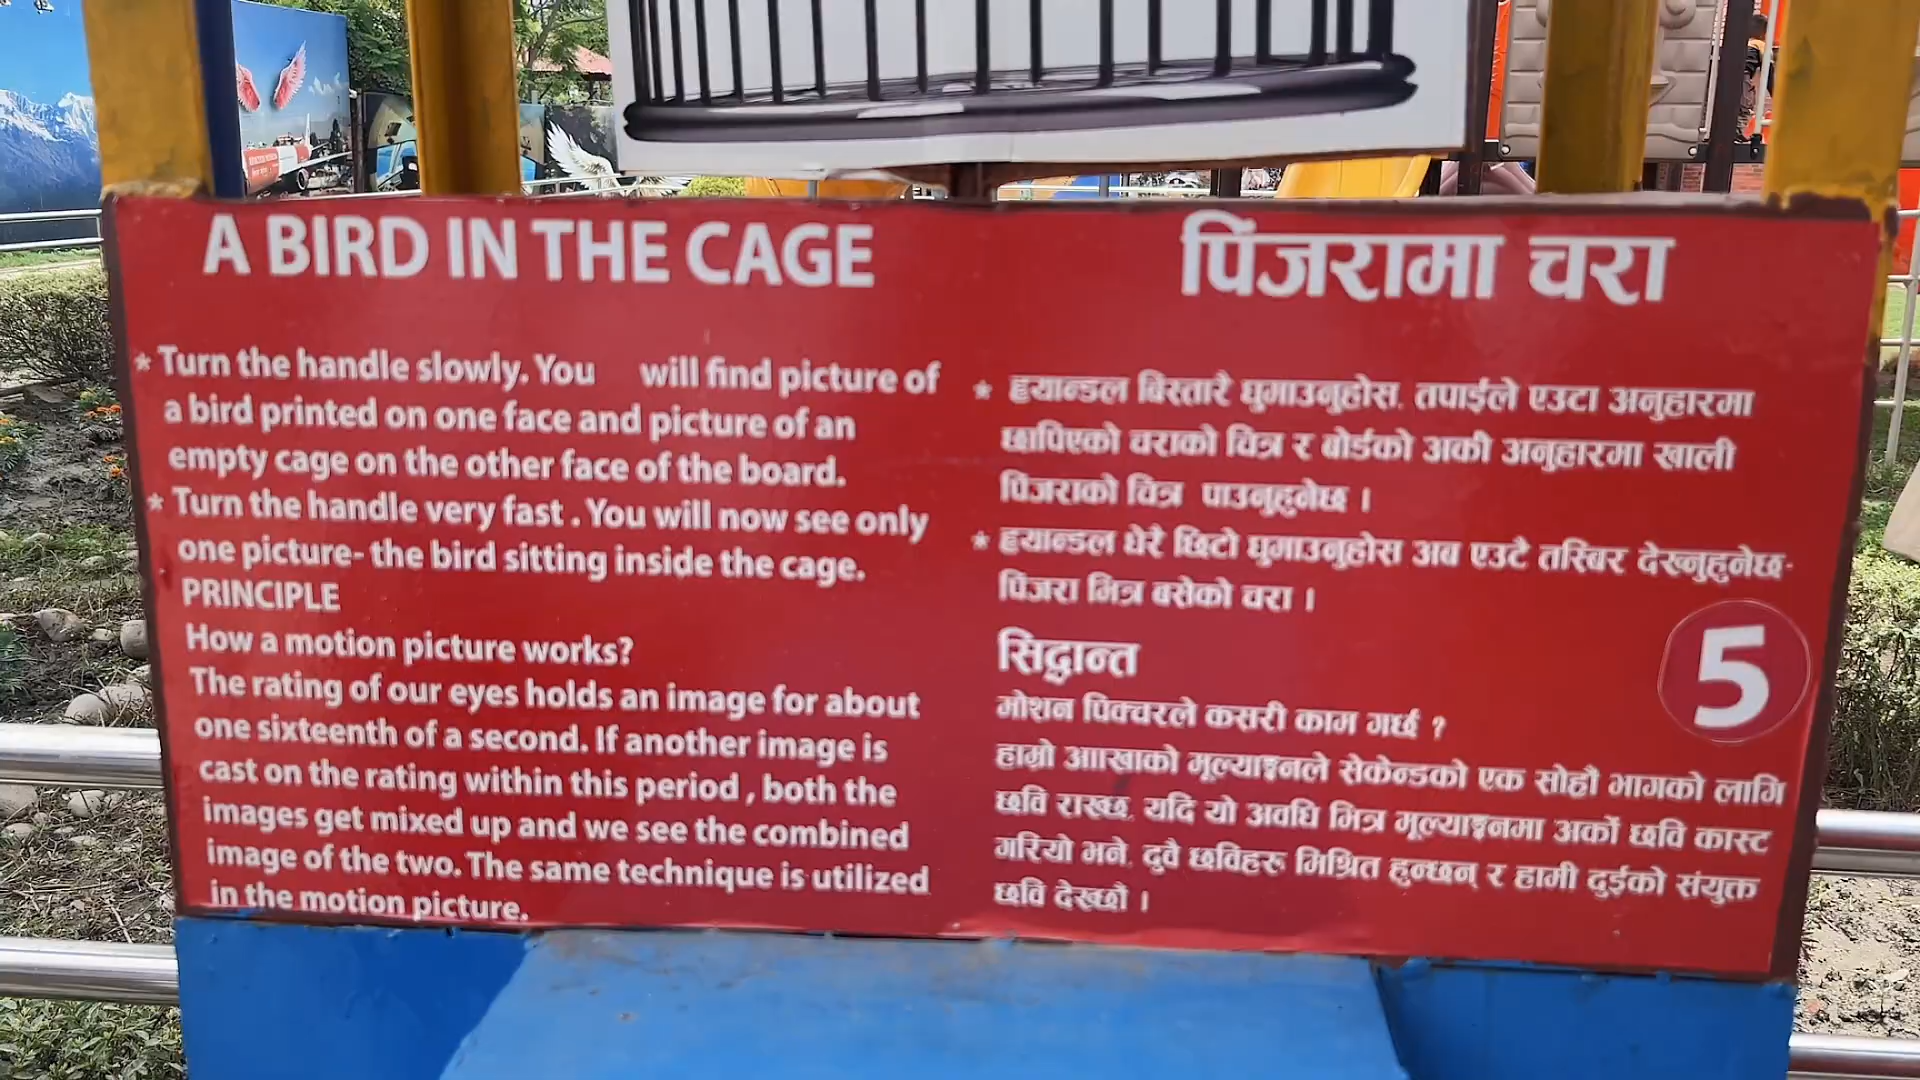 A BIRD IN THE CAGE
* Turn the handle slowly. You will find picture of
a bird printed on one face and picture of an
empty cage on the other face of the board.
* Turn the handle very fast . You will now see only
one picture- the bird sitting inside the cage.
PRINCIPLE
How a motion picture works?
The rating of our eyes holds an image for about
one sixteenth of a second. If another image is
cast on the rating within this period , both the
images get mixed up and we see the combined
image of the two. The same technique is utilized
in the motion picture.
पिंजरामा चरा
* ह्यान्डल बिस्तारै घुमाउनुहोस. तपाईले एउटा अनुहारमा
छापिएको चराको चित्र र बोर्डको अर्की अनुहारमा खाली
पिंजराको चित्र पाउनुहुनेछ ।
* ह्यान्डल धेरै छिटो घुमाउनुहोस अब एउटै तस्बिर देख्नुहुनेछ-
पिंजरा भित्र बसेको चरा ।
सिद्धान्त
मोशन पिक्चरले कसरी काम गर्छ ?
हाम्रो आाखाको मूल्याङ्कनले सेकेन्डको एक सोह्रौ भागको लागि
छवि राख्छ. यदि यो अवधि भित्र मूल्याङ्कनमा अर्को छवि कास्ट
गरियो भने, दुवै छविहरू मिश्रित हुन्छन् र हामी दुईको संयुक्त
छवि देख्छौं ।
5